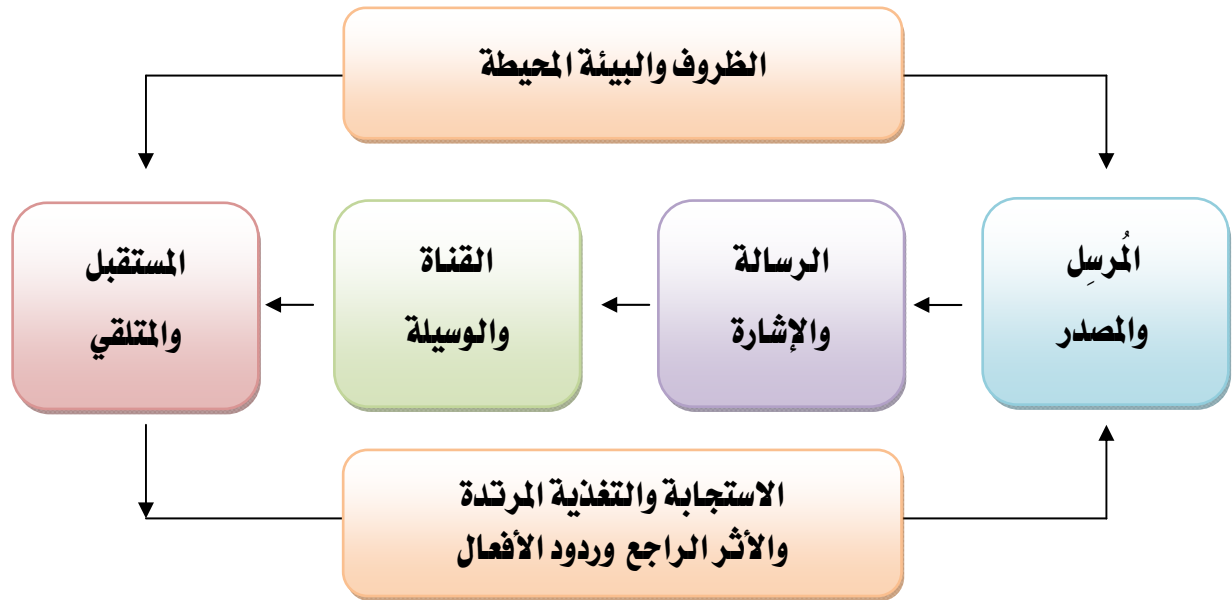 الظروف والبيئة المحيطة
المُرسِل
والمصدر
الرسالة
والإشارة
القناة
والوسيلة
المستقبل
والمتلقي
الاستجابة والتغذية المرتدة
والأثر الراجع وردود الأفعال